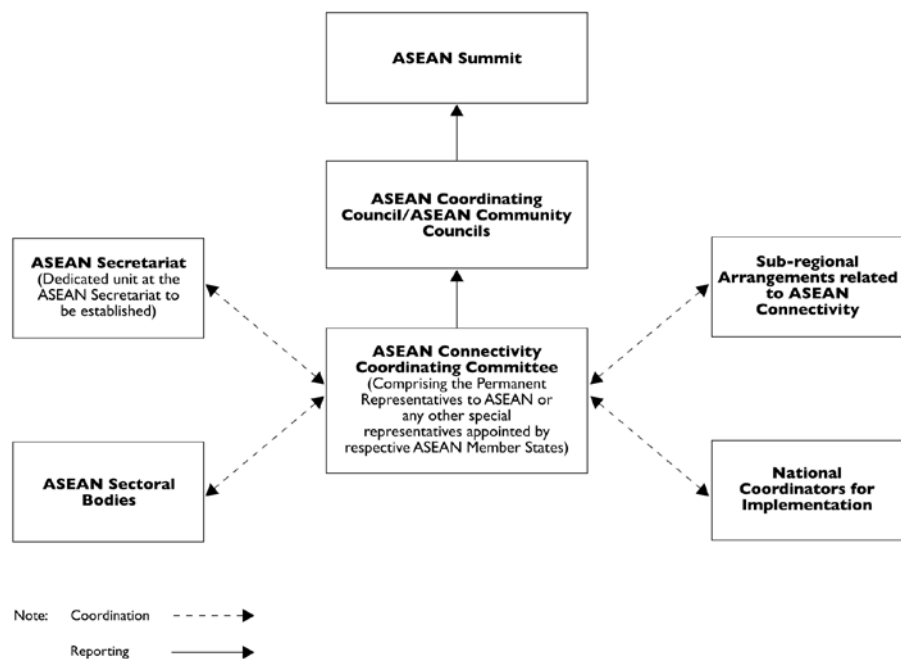 ASEAN Summit
ASEAN Coordinating
Council/ASEAN Community
Councils
ASEAN Secretariat
(Dedicated unit at the
ASEAN Secretariat to
be established)
Sub-regional
Arrangements related
to ASEAN
Connectivity
ASEAN Connectivity
Coordinating Committee
(Comprising the Permanent
Representatives to ASEAN or
any other special
representatives appointed by
respective ASEAN Member States)
ASEAN Sectoral
Bodies
National
Coordinators for
Implementation
Note: Coordination
Reporting